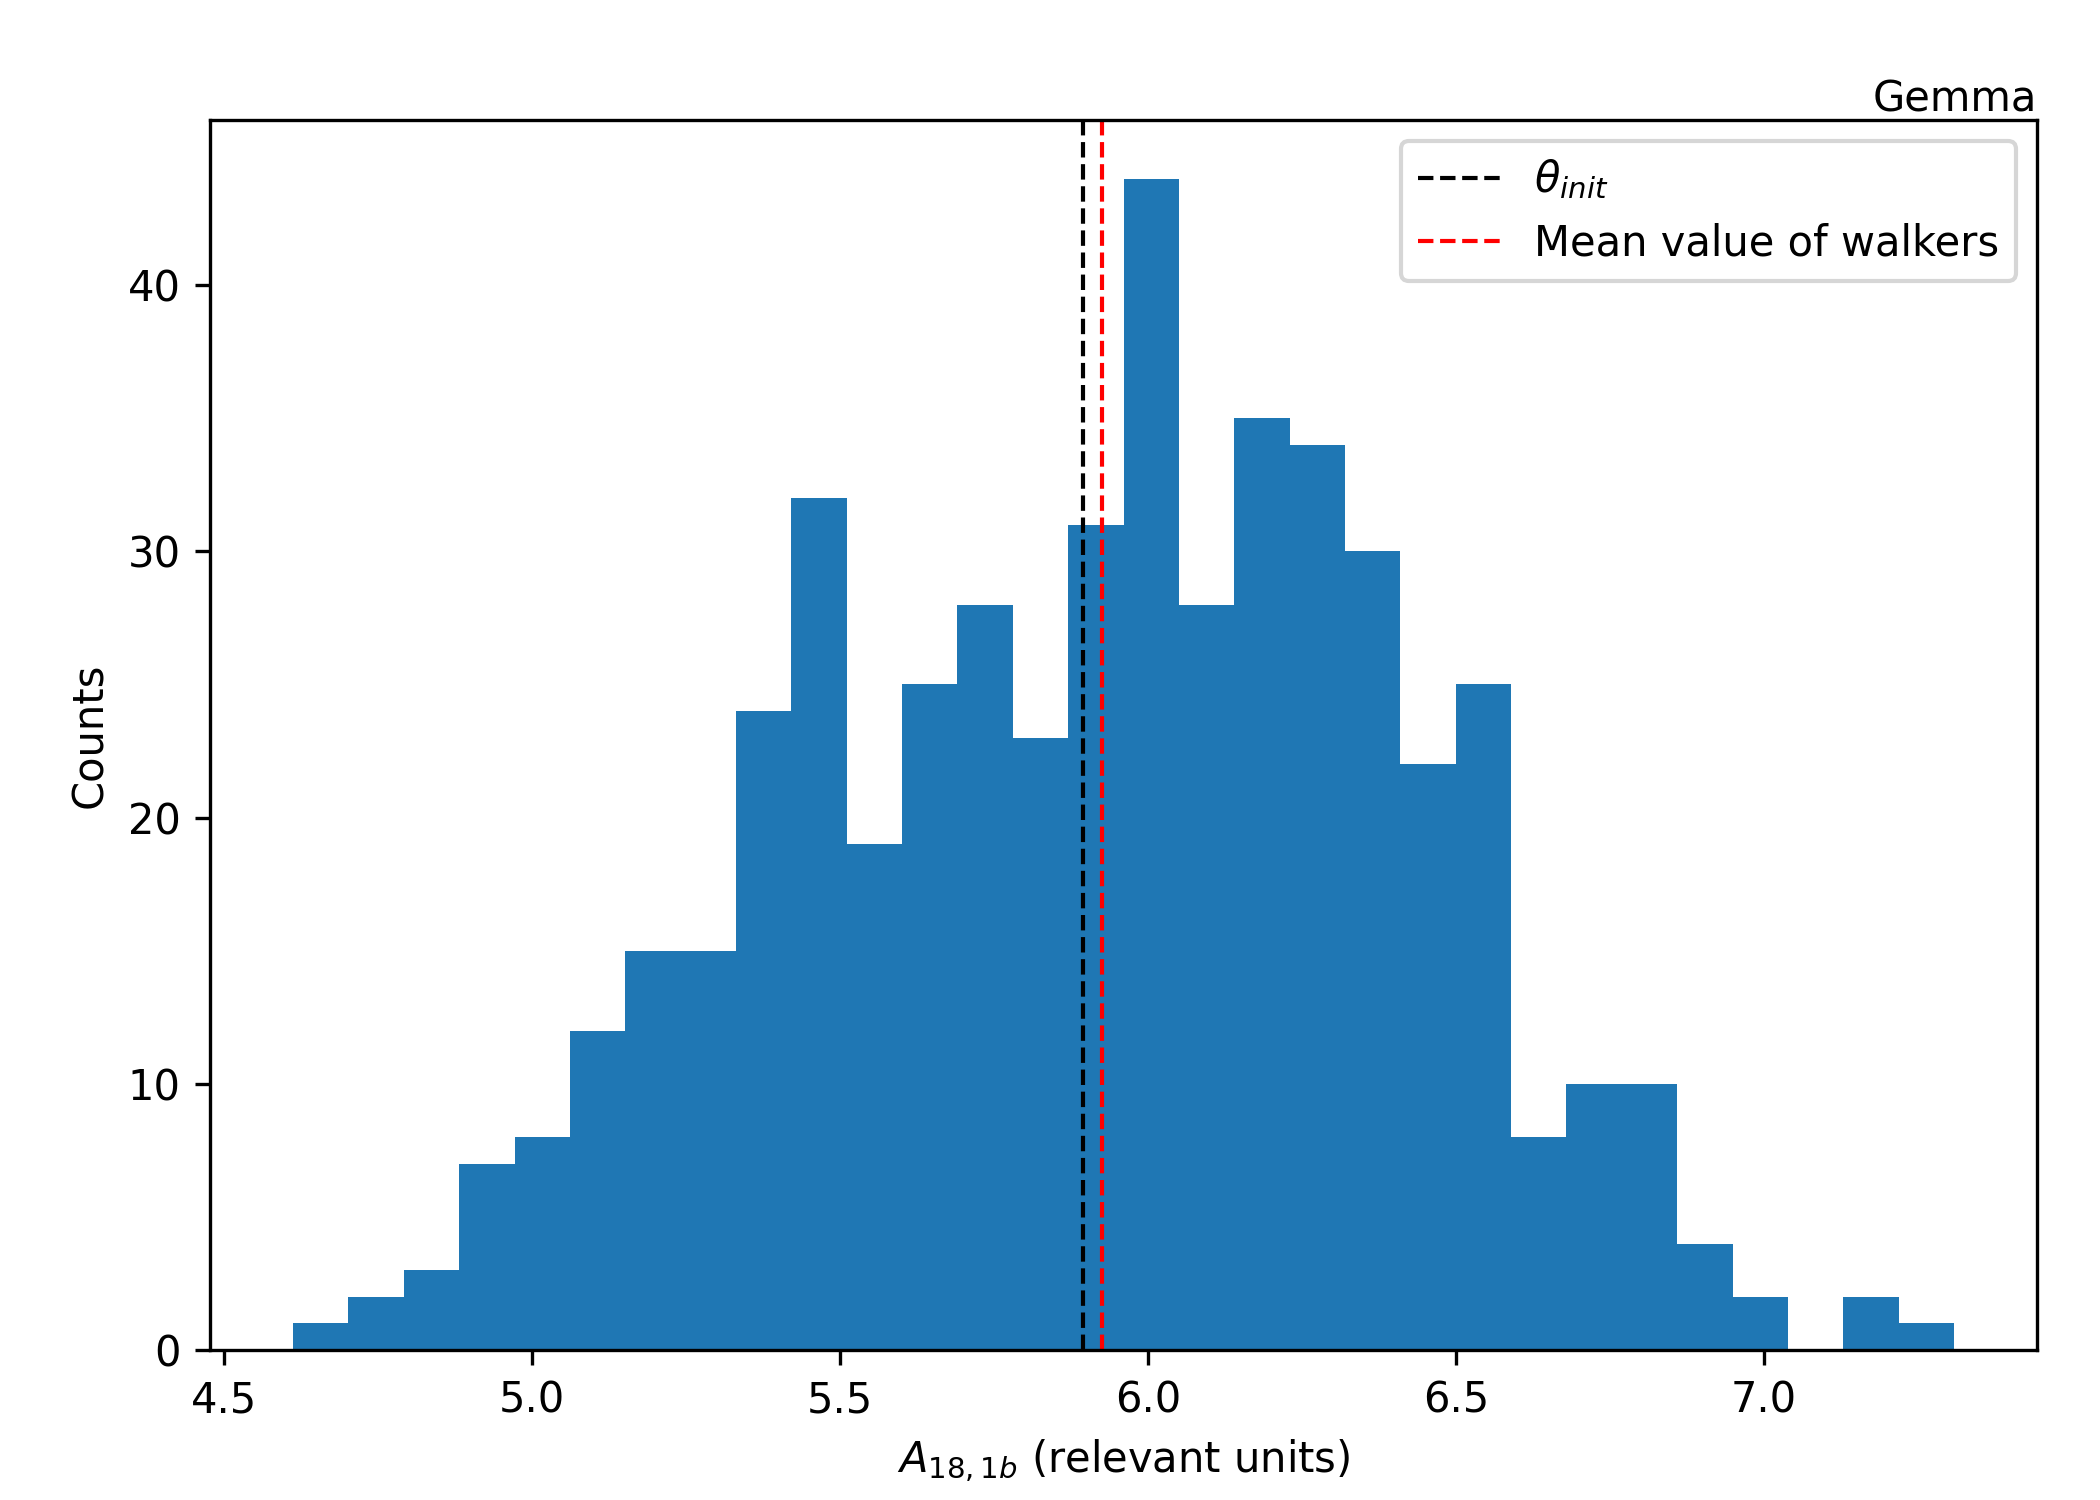 Gemma
θ_init
Mean value of walkers
40
30
20
10
0
Counts
4.5 5.0 5.5 6.0 6.5 7.0
A_18,1b (relevant units)